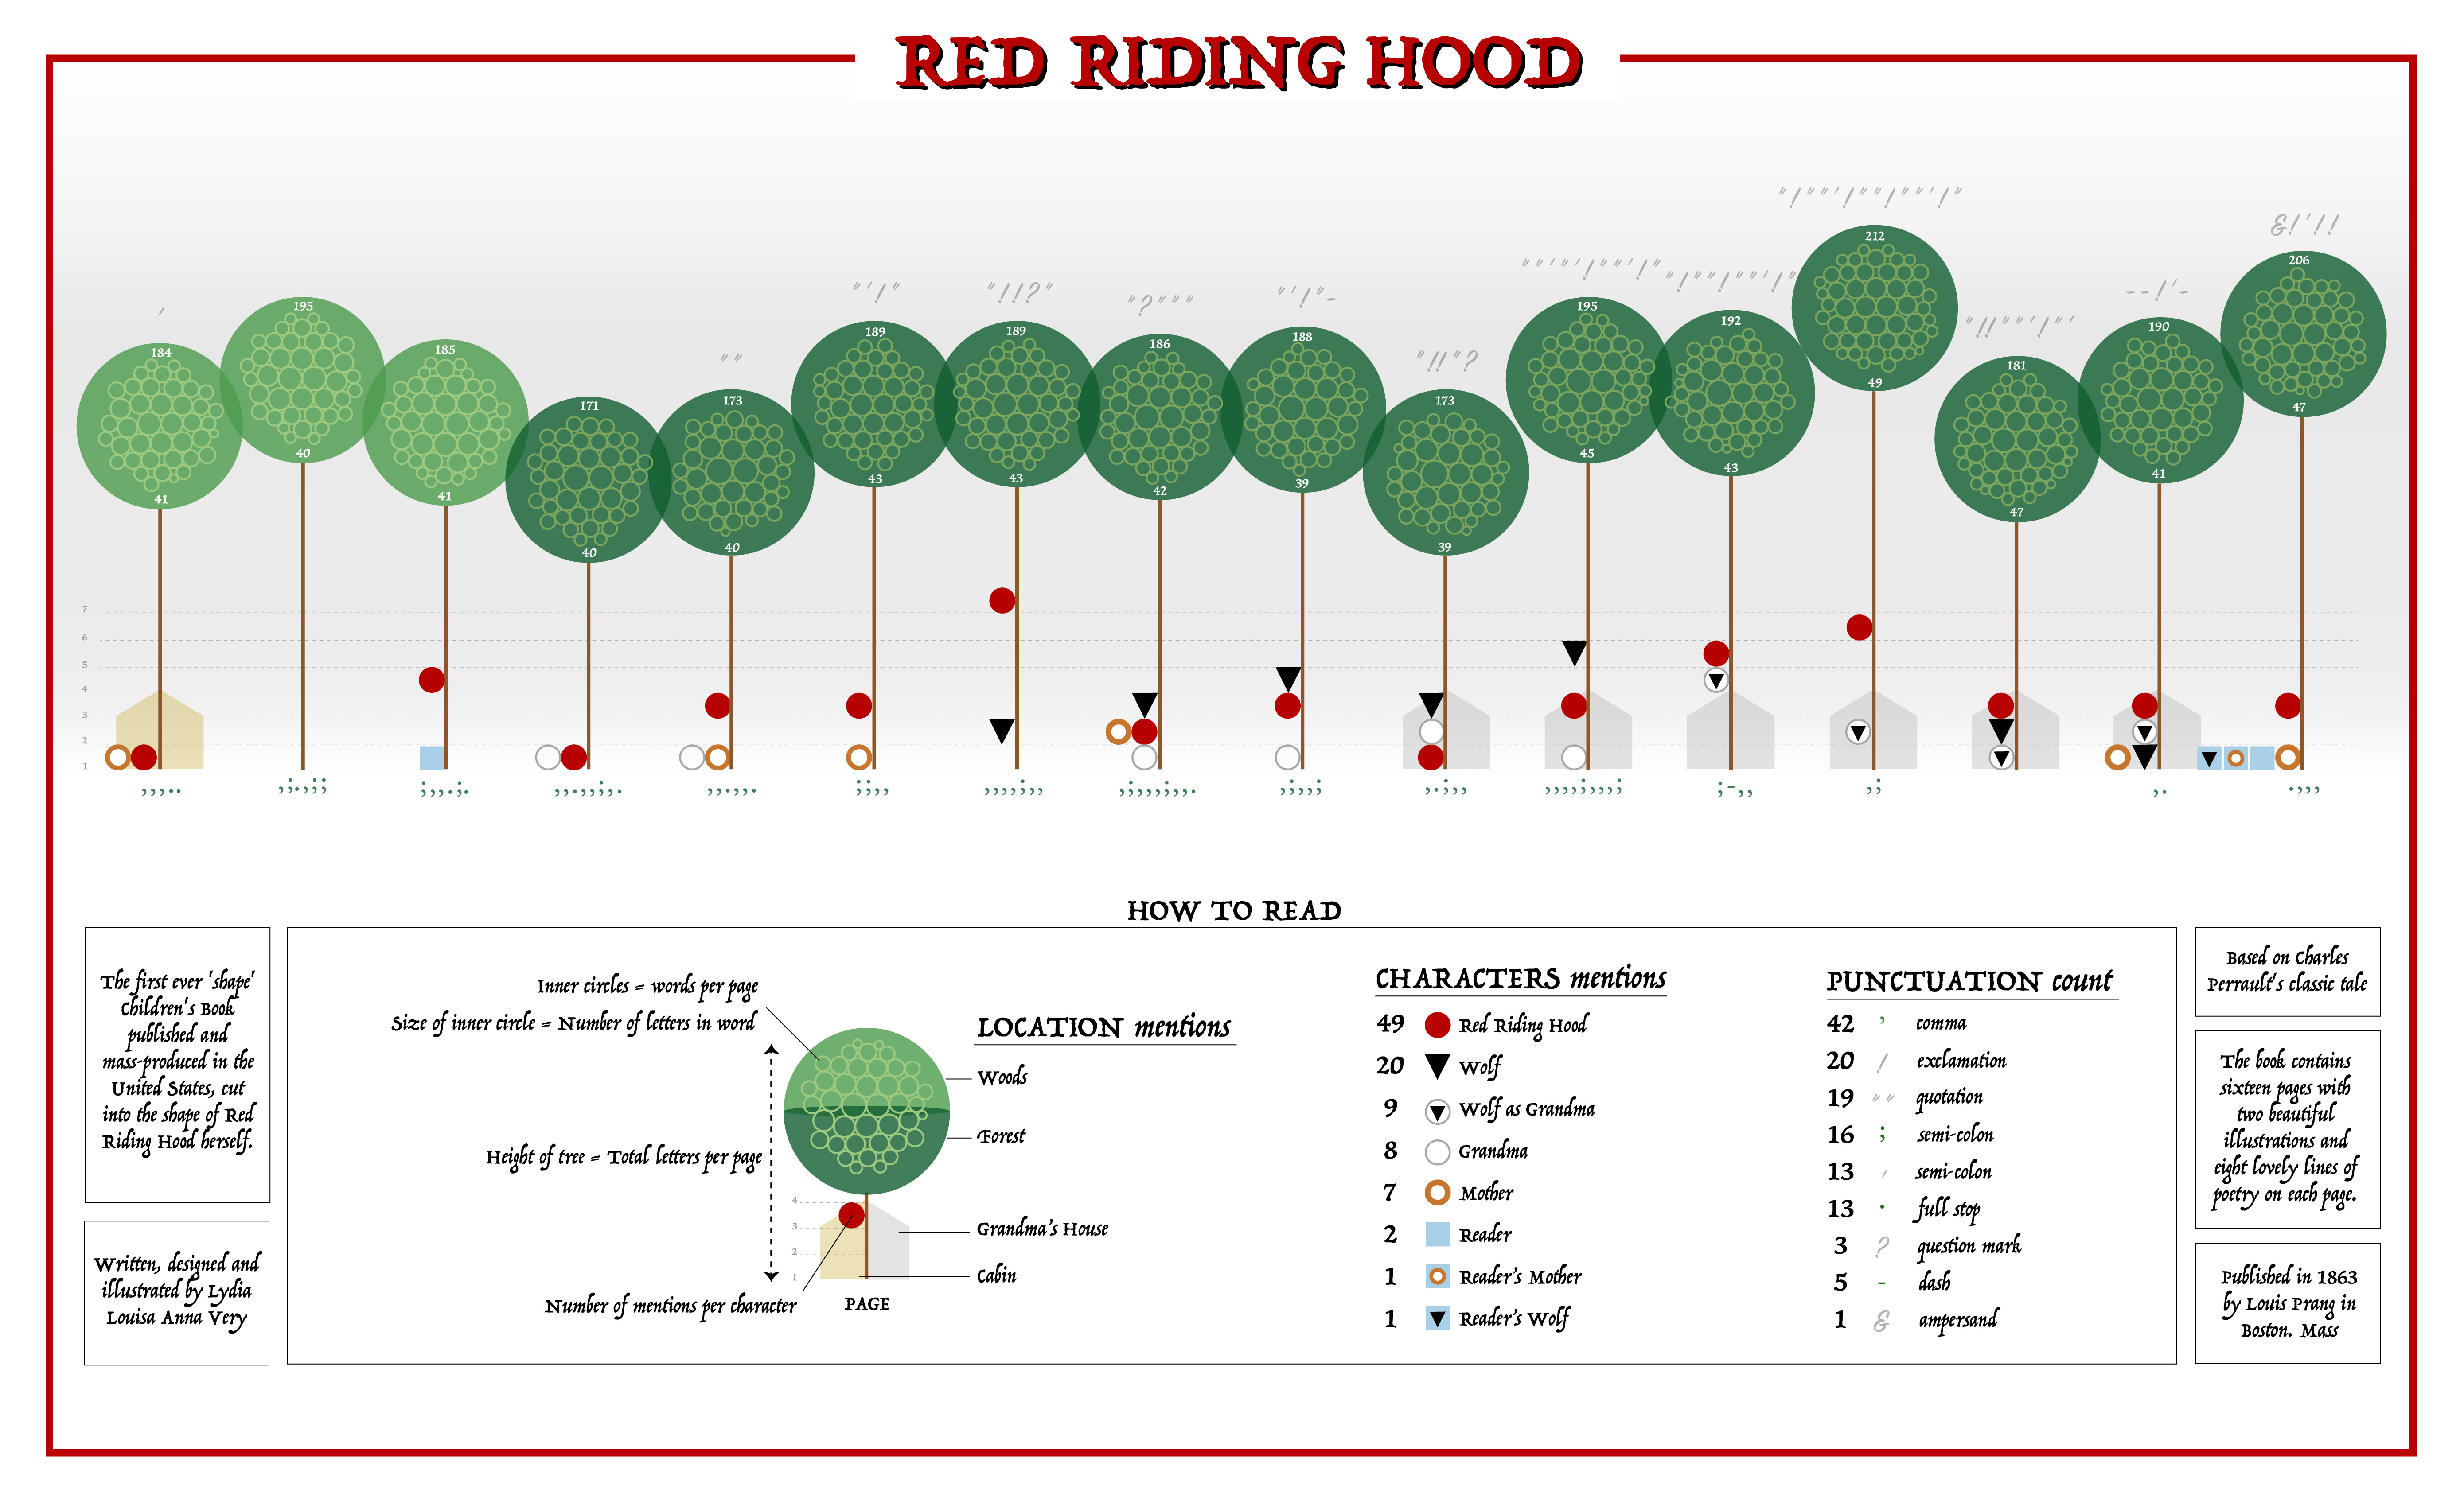 RED RIDING HOOD
"!""'!""!""'!"
&!'!!
""'"'!""'!"
"!""!""'!"
"'!"
"!!?"
"?"""
"'!"-
--!'-
'
"!!""'!"'
""
"!!"?
212
206
195
195
192
189
189
190
188
186
185
184
181
173
173
171
49
47
40
45
43
43
43
41
42
39
41
41
47
40
39
40
7
6
5
4
3
2
1
HOW TO READ
The first ever 'shape'
Children's Book
published and
mass-produced in the
United States, cut
into the shape of Red
Riding Hood herself.
Written, designed and
illustrated by Lydia
Louisa Anna Very
Inner circles = words per page
Size of inner circle = Number of letters in word
Height of tree = Total letters per page
Number of mentions per character
4
3
2
1
PAGE
LOCATION mentions
Woods
Forest
Grandma's House
Cabin
CHARACTERS mentions
49 Red Riding Hood
20 Wolf
9 Wolf as Grandma
8 Grandma
7 Mother
2 Reader
1 Reader's Mother
1 Reader's Wolf
PUNCTUATION count
42 , comma
20 ! exclamation
19 "" quotation
16 ; semi-colon
13 ' semi-colon
13 . full stop
3 ? question mark
5 - dash
1 & ampersand
Based on Charles
Perrault's classic tale
The book contains
sixteen pages with
two beautiful
illustrations and
eight lovely lines of
poetry on each page.
Published in 1863
by Louis Prang in
Boston. Mass